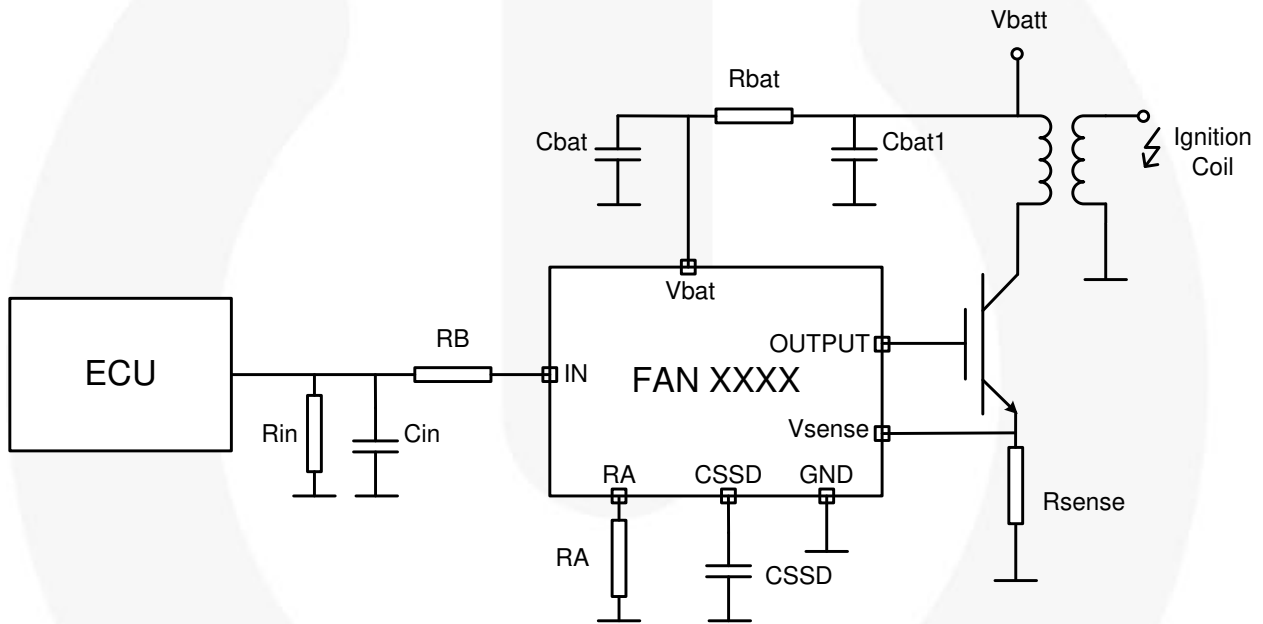 Vbatt
Rbat
Cbat
Cbat1
Ignition
Coil
Vbat
ECU
RB
IN
OUTPUT
FAN XXXX
Rin
Cin
Vsense
RA
CSSD
GND
Rsense
RA
CSSD